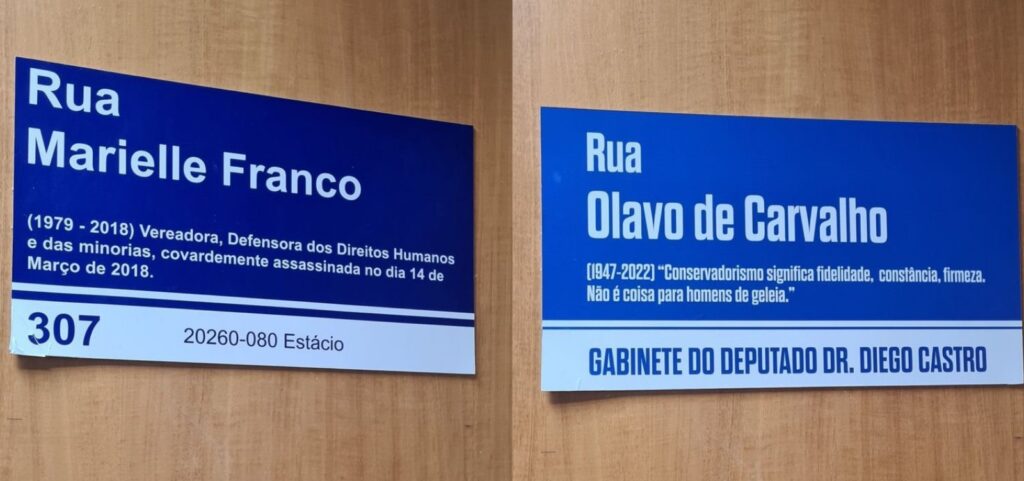 Rua
Marielle Franco
(1979 - 2018) Vereadora, Defensora dos Direitos Humanos
e das minorias, covardemente assassinada no dia 14 de
Março de 2018.
307
20260-080 Estácio
Rua
Olavo de Carvalho
(1947-2022) “Conservadorismo significa fidelidade, constância, firmeza.
Não é coisa para homens de geleia.”
GABINETE DO DEPUTADO DR. DIEGO CASTRO